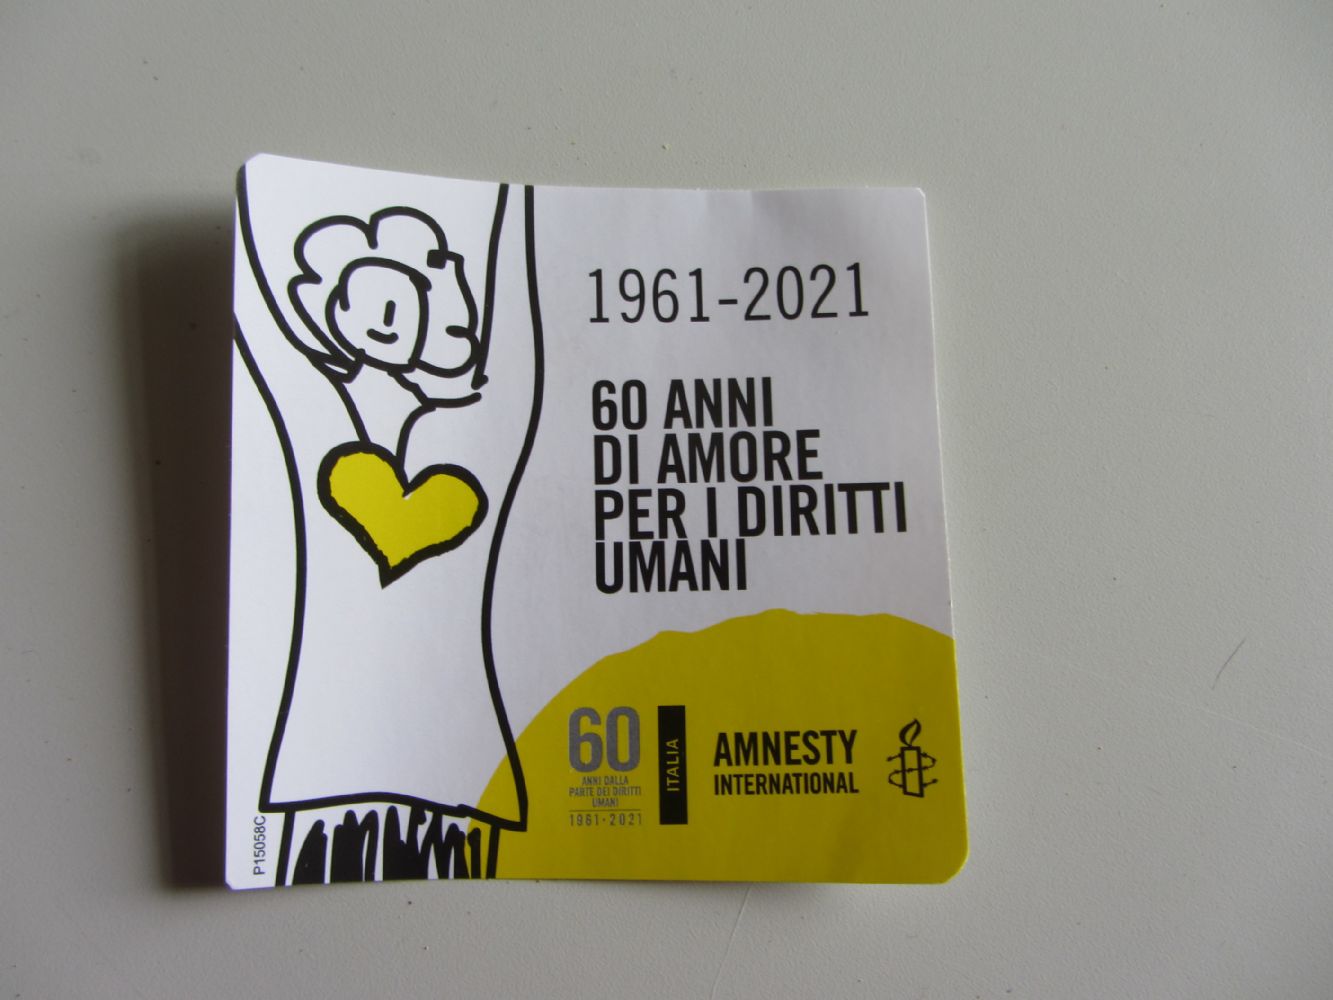 1961-2021
60 ANNI
DI AMORE
PER I DIRITTI
UMANI
60
ANNI DALLA
PARTE DEI DIRITTI
UMANI
1961·2021
ITALIA
AMNESTY
INTERNATIONAL
P15058C